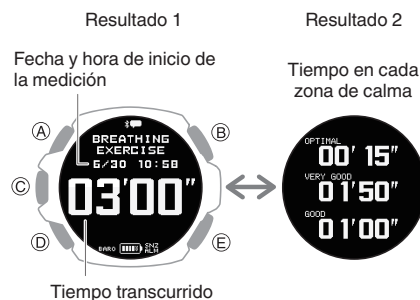 Resultado 1
Resultado 2
Fecha y hora de inicio de
la medición
Tiempo en cada
zona de calma
A
B
C
D
E
BREATHING
EXERCISE
6/30 10:58
03'00"
BARO
SNZ
ALM
OPTIMAL
00' 15"
VERY GOOD
01'50"
GOOD
01'00"
Tiempo transcurrido